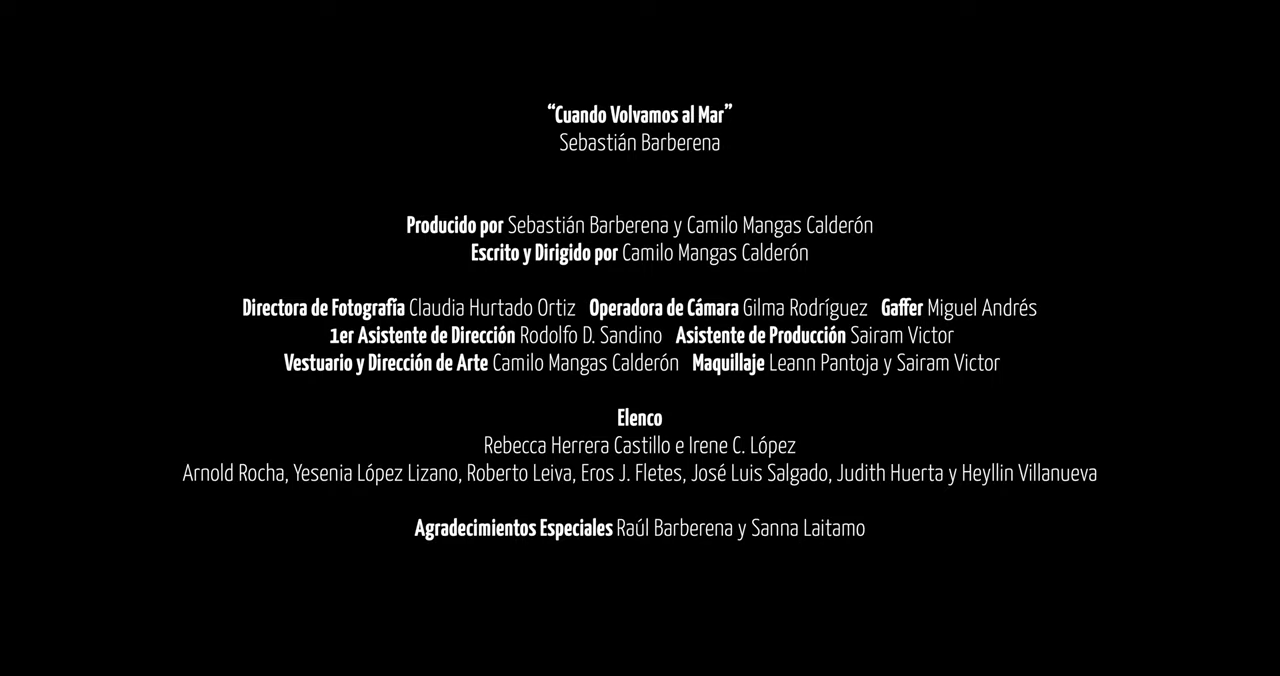 “Cuando Volvamos al Mar”
Sebastián Barberena
Producido por Sebastián Barberena y Camilo Mangas Calderón
Escrito y Dirigido por Camilo Mangas Calderón
Directora de Fotografía Claudia Hurtado Ortiz Operadora de Cámara Gilma Rodríguez Gaffer Miguel Andrés
1er Asistente de Dirección Rodolfo D. Sandino Asistente de Producción Sairam Victor
Vestuario y Dirección de Arte Camilo Mangas Calderón Maquillaje Leann Pantoja y Sairam Victor
Elenco
Rebecca Herrera Castillo e Irene C. López
Arnold Rocha, Yesenia López Lizano, Roberto Leiva, Eros J. Fletes, José Luis Salgado, Judith Huerta y Heyllin Villanueva
Agradecimientos Especiales Raúl Barberena y Sanna Laitamo